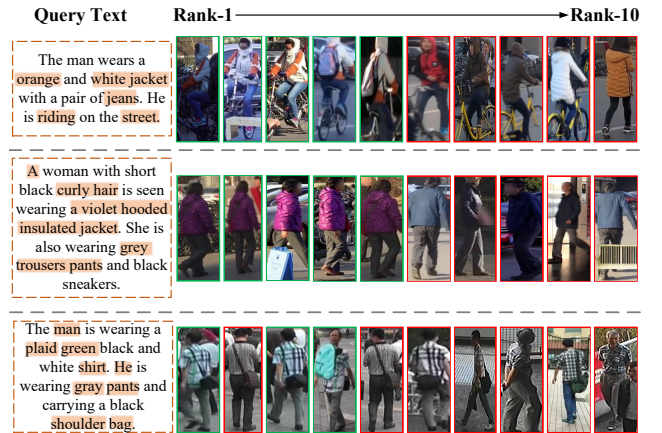 Query Text
Rank-1
Rank-10
The man wears a
orange and white jacket
with a pair of jeans. He
is riding on the street.
A woman with short
black curly hair is seen
wearing a violet hooded
insulated jacket. She is
also wearing grey
trousers pants and black
sneakers.
The man is wearing a
plaid green black and
white shirt. He is
wearing gray pants and
carrying a black
shoulder bag.